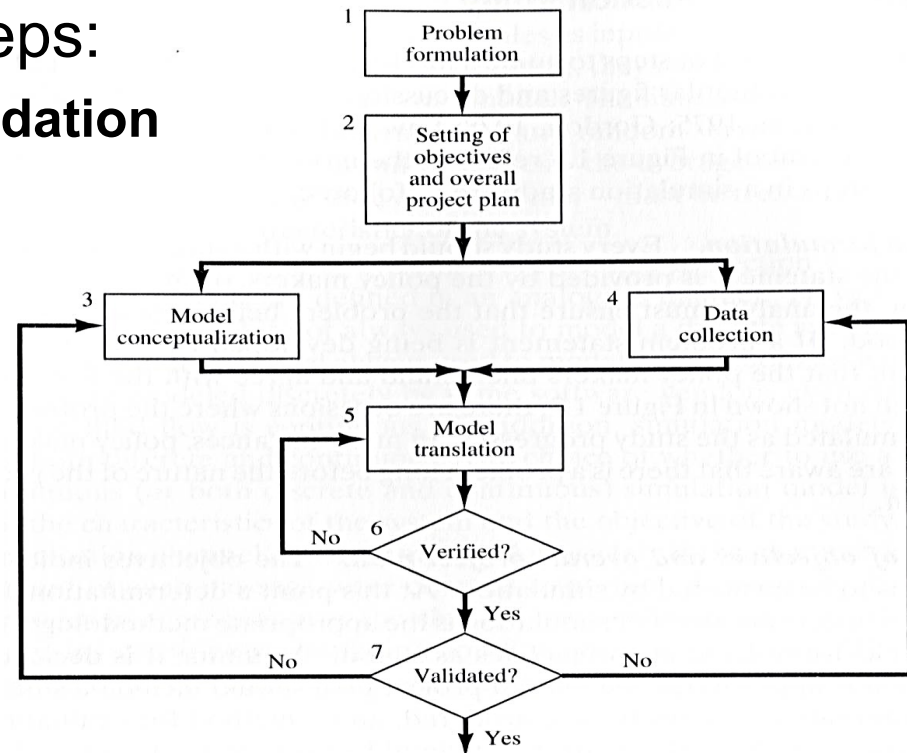 eps:
dation
1
Problem
formulation
2
Setting of
objectives
and overall
project plan
3
Model
conceptualization
4
Data
collection
5
Model
translation
6
Verified?
No
Yes
7
Validated?
No
No
Yes